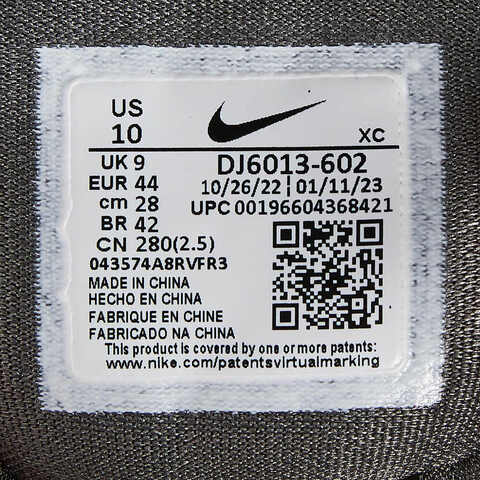 US
10
XC
UK 9
EUR 44
cm 28
BR 42
CN 280(2.5)
DJ6013-602
10/26/22 | 01/11/23
UPC 00196604368421
043574A8RVFR3
MADE IN CHINA
HECHO EN CHINA
FABRIQUE EN CHINE
FABRICADO NA CHINA
This product is covered by one or more patents:
www.nike.com/patentsvirtualmarking